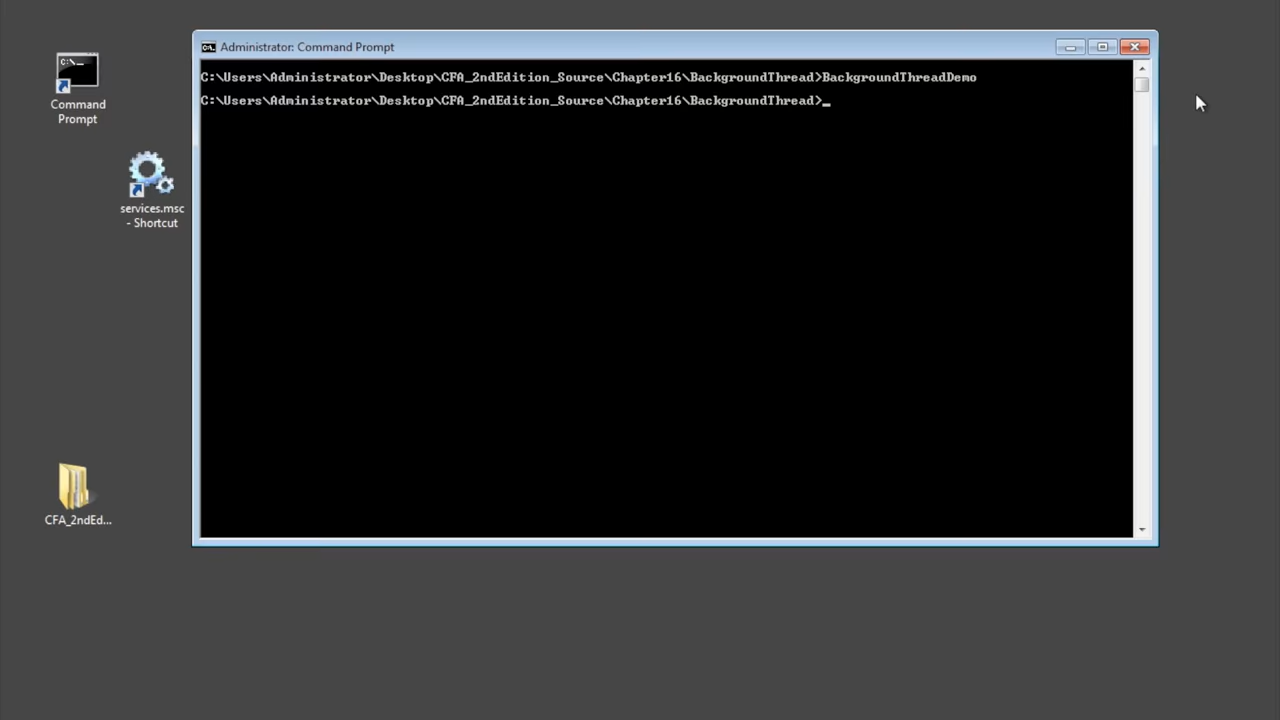 Administrator: Command Prompt
C:\Users\Administrator\Desktop\CFA_2ndEdition_Source\Chapter16\BackgroundThread>BackgroundThreadDemo
C:\Users\Administrator\Desktop\CFA_2ndEdition_Source\Chapter16\BackgroundThread>_
C:\._
Command
Prompt
services.msc
- Shortcut
CFA_2ndEd...